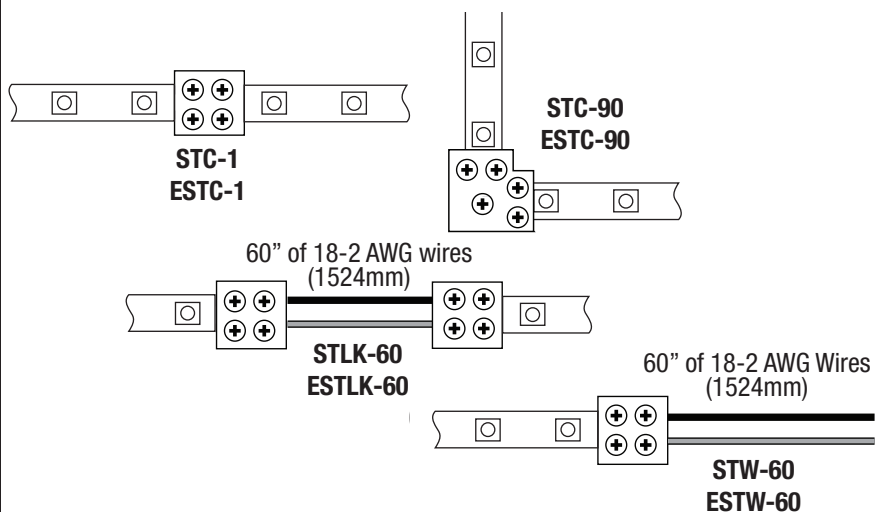 STC-1
ESTC-1
STC-90
ESTC-90
60” of 18-2 AWG wires
(1524mm)
STLK-60
ESTLK-60
60” of 18-2 AWG Wires
(1524mm)
STW-60
ESTW-60